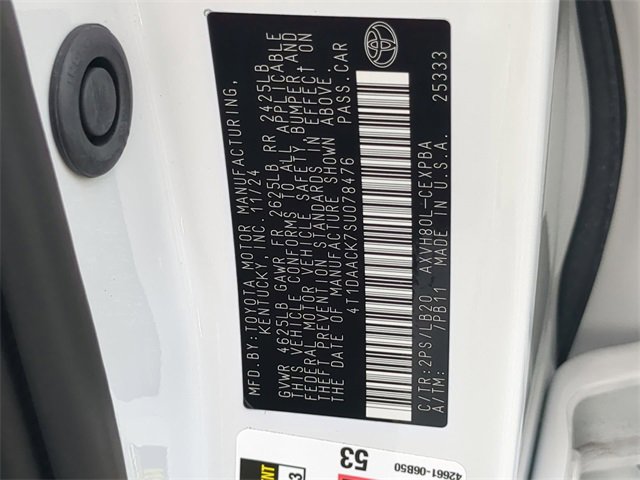 MFD.BY:TOYOTA MOTOR MANUFACTURING,
KENTUCKY, INC. 11/24
GVWR 4625LB GAWR FR 2625LB RR 2425LB
THIS VEHICLE CONFORMS TO ALL APPLICABLE
FEDERAL MOTOR VEHICLE SAFETY, BUMPER AND
THEFT PREVENTION STANDARDS IN EFFECT ON
THE DATE OF MANUFACTURE SHOWN ABOVE.
4T1DAACK7SU078476 PASS.CAR
C/TR:2PS/LB20 AXVH80L-CEXPBA
A/TM: /PB11 MADE IN U.S.A. 25333
53
42661-06B50